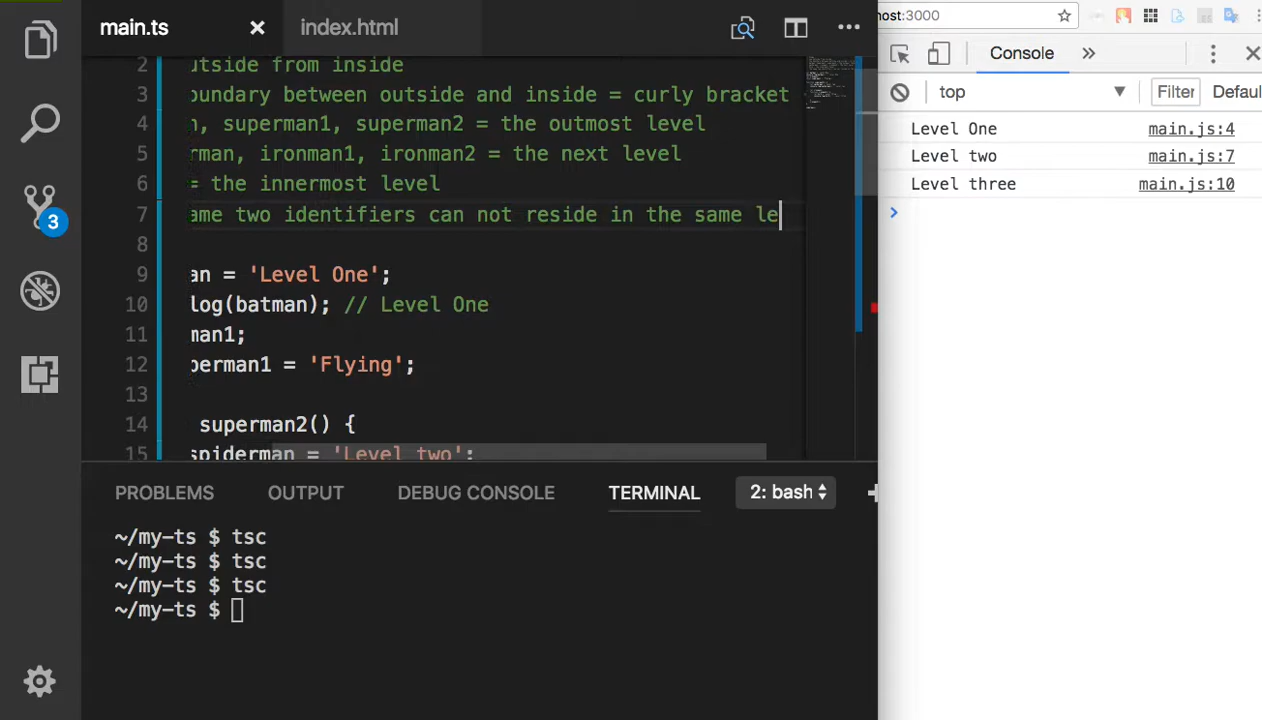 main.ts
index.html
2 utside from inside
3 oundary between outside and inside = curly bracket
4 n, superman1, superman2 = the outmost level
5 rman, ironman1, ironman2 = the next level
6 = the innermost level
7 ame two identifiers can not reside in the same le
8
9 an = 'Level One';
10 log(batman); // Level One
11 man1;
12 perman1 = 'Flying';
13
14 superman2() {
15 spiderman = 'Level two';
3
PROBLEMS OUTPUT DEBUG CONSOLE TERMINAL 2: bash
~/my-ts $ tsc
~/my-ts $ tsc
~/my-ts $ tsc
~/my-ts $
ost:3000
Console
top Filter Defaul
Level One main.js:4
Level two main.js:7
Level three main.js:10